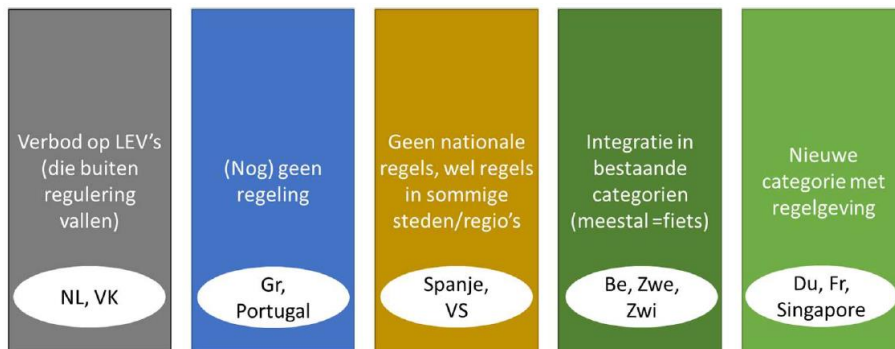 Verbod op LEV's
(die buiten
regulering
vallen)
NL, VK
(Nog) geen
regeling
Gr,
Portugal
Geen nationale
regels, wel regels
in sommige
steden/regio's
Spanje,
VS
Integratie in
bestaande
categorien
(meestal =fiets)
Be, Zwe,
Zwi
Nieuwe
categorie met
regelgeving
Du, Fr,
Singapore